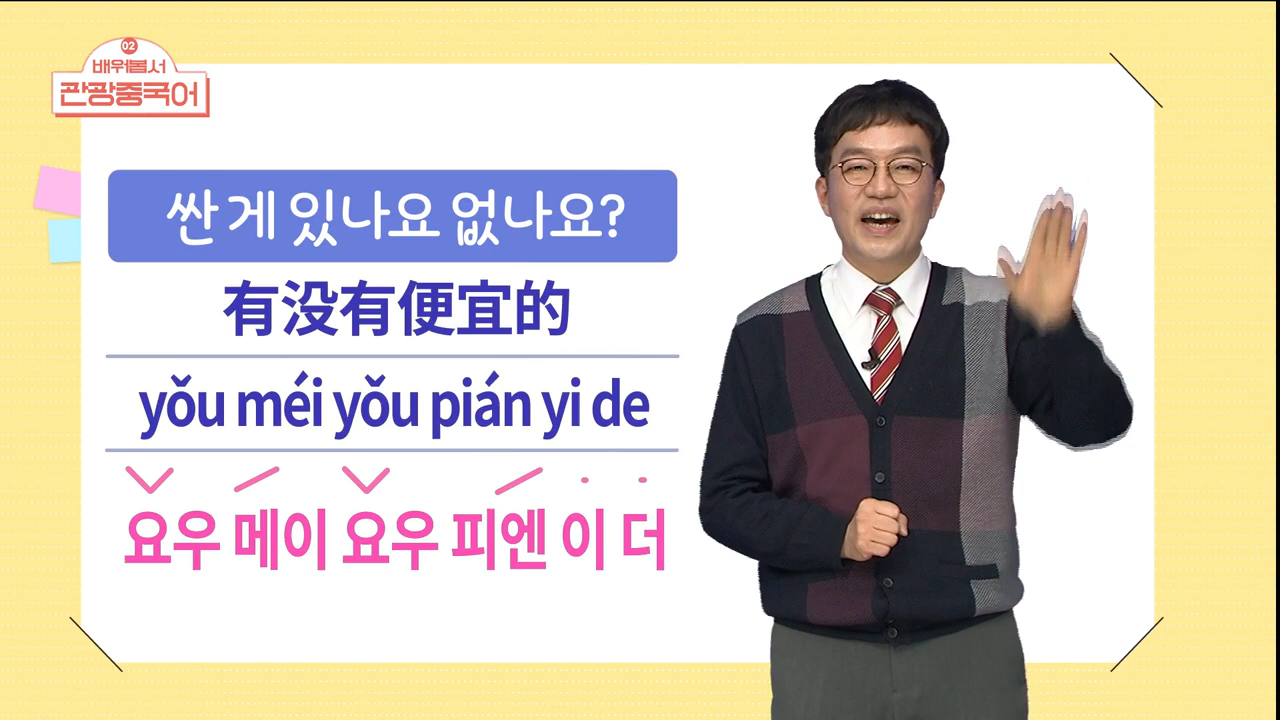 02
배워봅서
관광중국어
싼 게 있나요 없나요?
有没有便宜的
yǒu méi yǒu pián yi de
요우 메이 요우 피엔 이 더